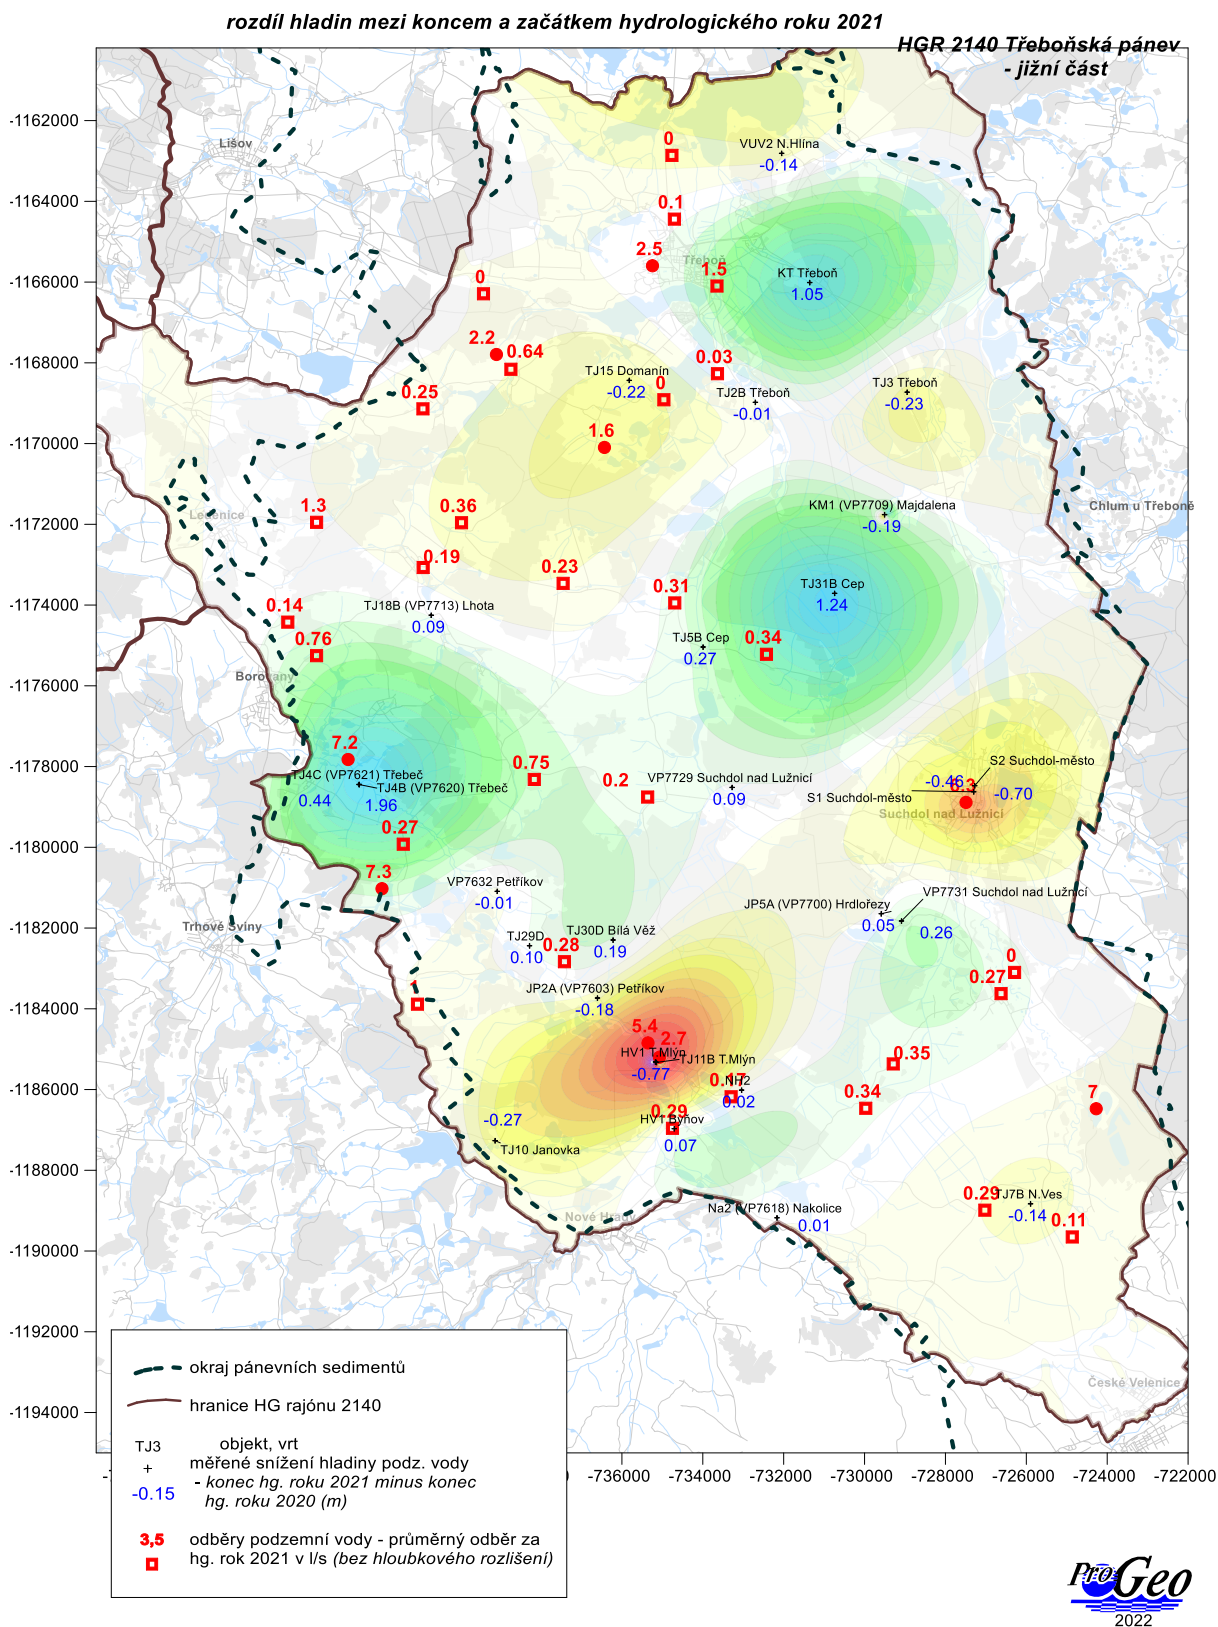 rozdíl hladin mezi koncem a začátkem hydrologického roku 2021
HGR 2140 Třeboňská pánev
- jižní část
-1162000
-1164000
-1166000
-1168000
-1170000
-1172000
-1174000
-1176000
-1178000
-1180000
-1182000
-1184000
-1186000
-1188000
-1190000
-1192000
-1194000
Lišov
0
VUV2 N.Hlína
-0.14
0.1
2.5
Třeboň
1.5
KT Třeboň
1.05
0
2.2
0.64
0.03
TJ15 Domanín
-0.22
0
TJ2B Třeboň
-0.01
TJ3 Třeboň
-0.23
0.25
1.6
1.3
0.36
Ledenice
KM1 (VP7709) Majdalena
-0.19
Chlum u Třeboně
0.19
0.23
0.31
TJ31B Cep
1.24
0.14
TJ18B (VP7713) Lhota
0.09
0.76
TJ5B Cep
0.27
0.34
Borovany
7.2
TJ4C (VP7621) Třebeč
TJ4B (VP7620) Třebeč
0.44
1.96
0.75
0.2
VP7729 Suchdol nad Lužnicí
0.09
S2 Suchdol-město
-0.46
6.3
-0.70
S1 Suchdol-město
Suchdol nad Lužnicí
0.27
7.3
VP7632 Petříkov
-0.01
VP7731 Suchdol nad Lužnicí
JP5A (VP7700) Hrdlořezy
0.05
0.26
Trhové Sviny
TJ29D
0.10
0.28
TJ30D Bílá Věž
0.19
0
0.27
JP2A (VP7603) Petříkov
-0.18
5.4
2.7
HV1 T.Mlýn
TJ11B T.Mlýn
-0.77
0.17
NH2
0.02
0.35
0.34
7
0.29
HV1 Byňov
0.07
-0.27
TJ10 Janovka
0.29
TJ7B N.Ves
-0.14
0.11
Na2 (VP7618) Nakolice
0.01
Nové Hrady
České Velenice
-736000
-734000
-732000
-730000
-728000
-726000
-724000
-722000
okraj pánevních sedimentů
hranice HG rajónu 2140
TJ3
objekt, vrt
měřené snížení hladiny podz. vody
-0.15
- konec hg. roku 2021 minus konec
hg. roku 2020 (m)
3,5
odběry podzemní vody - průměrný odběr za
hg. rok 2021 v l/s (bez hloubkového rozlišení)
ProGeo
2022